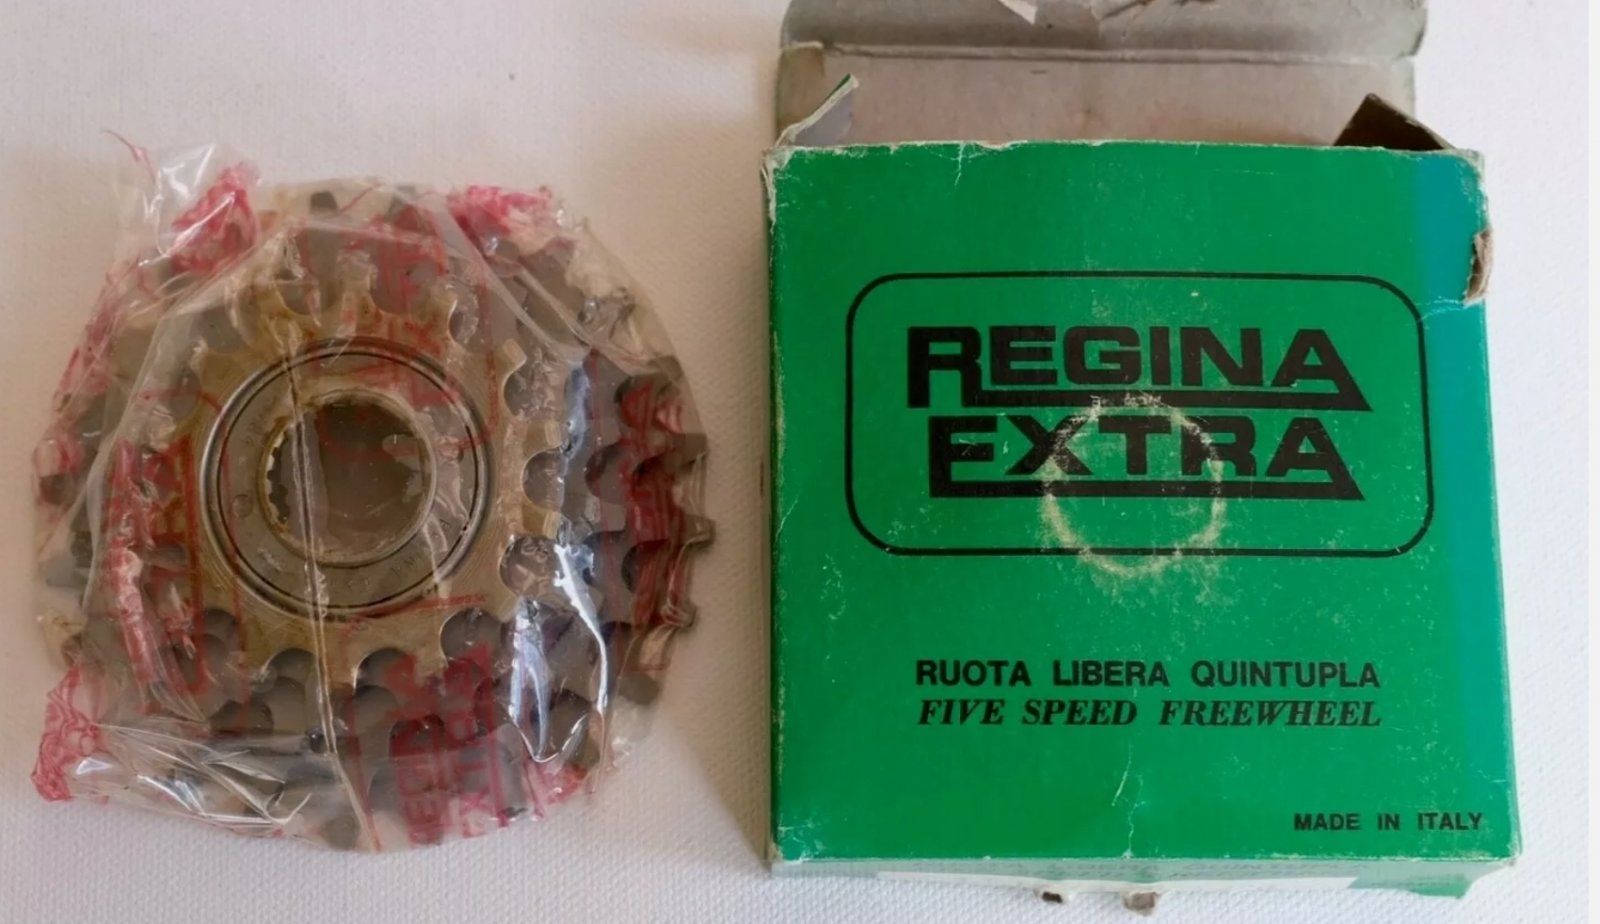 REGINA
EXTRA
RUOTA LIBERA QUINTUPLA
FIVE SPEED FREEWHEEL
MADE IN ITALY